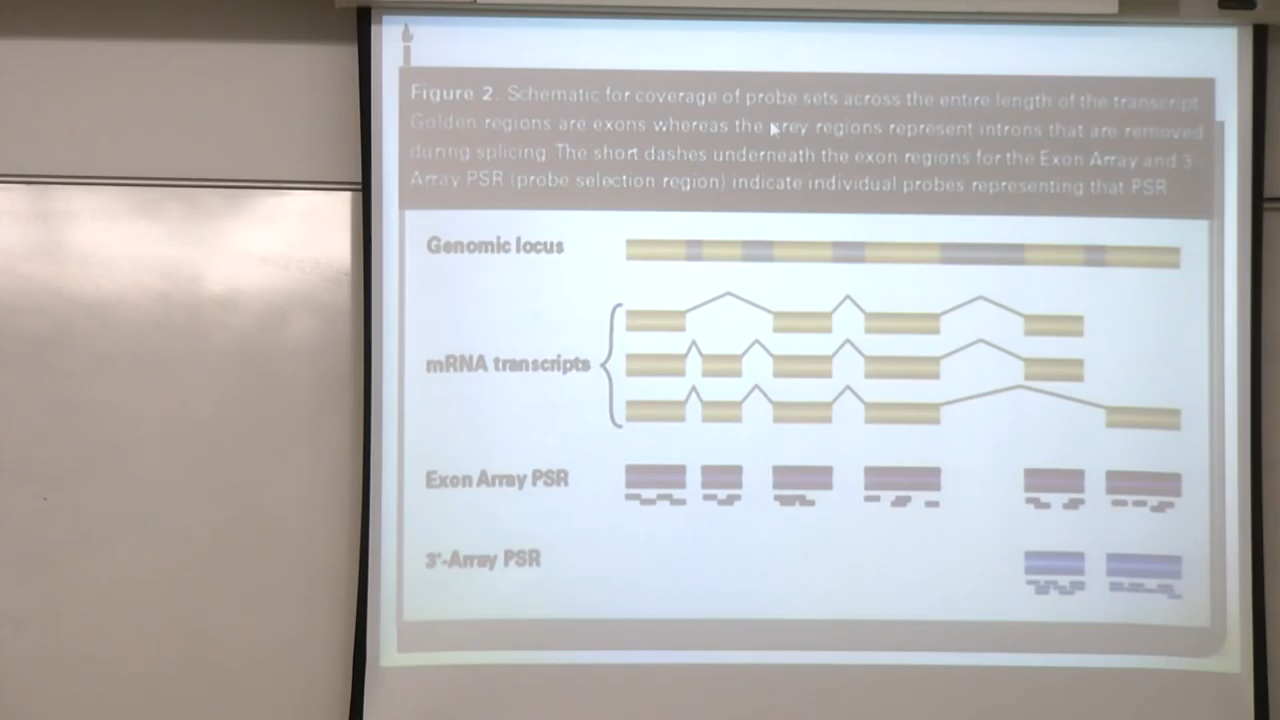 Figure 2. Schematic for coverage of probe sets across the entire length of the transcript.
Golden regions are exons whereas the grey regions represent introns that are removed
during splicing. The short dashes underneath the exon regions for the Exon Array and 3'
Array PSR (probe selection region) indicate individual probes representing that PSR
Genomic locus
mRNA transcripts
Exon Array PSR
3'-Array PSR